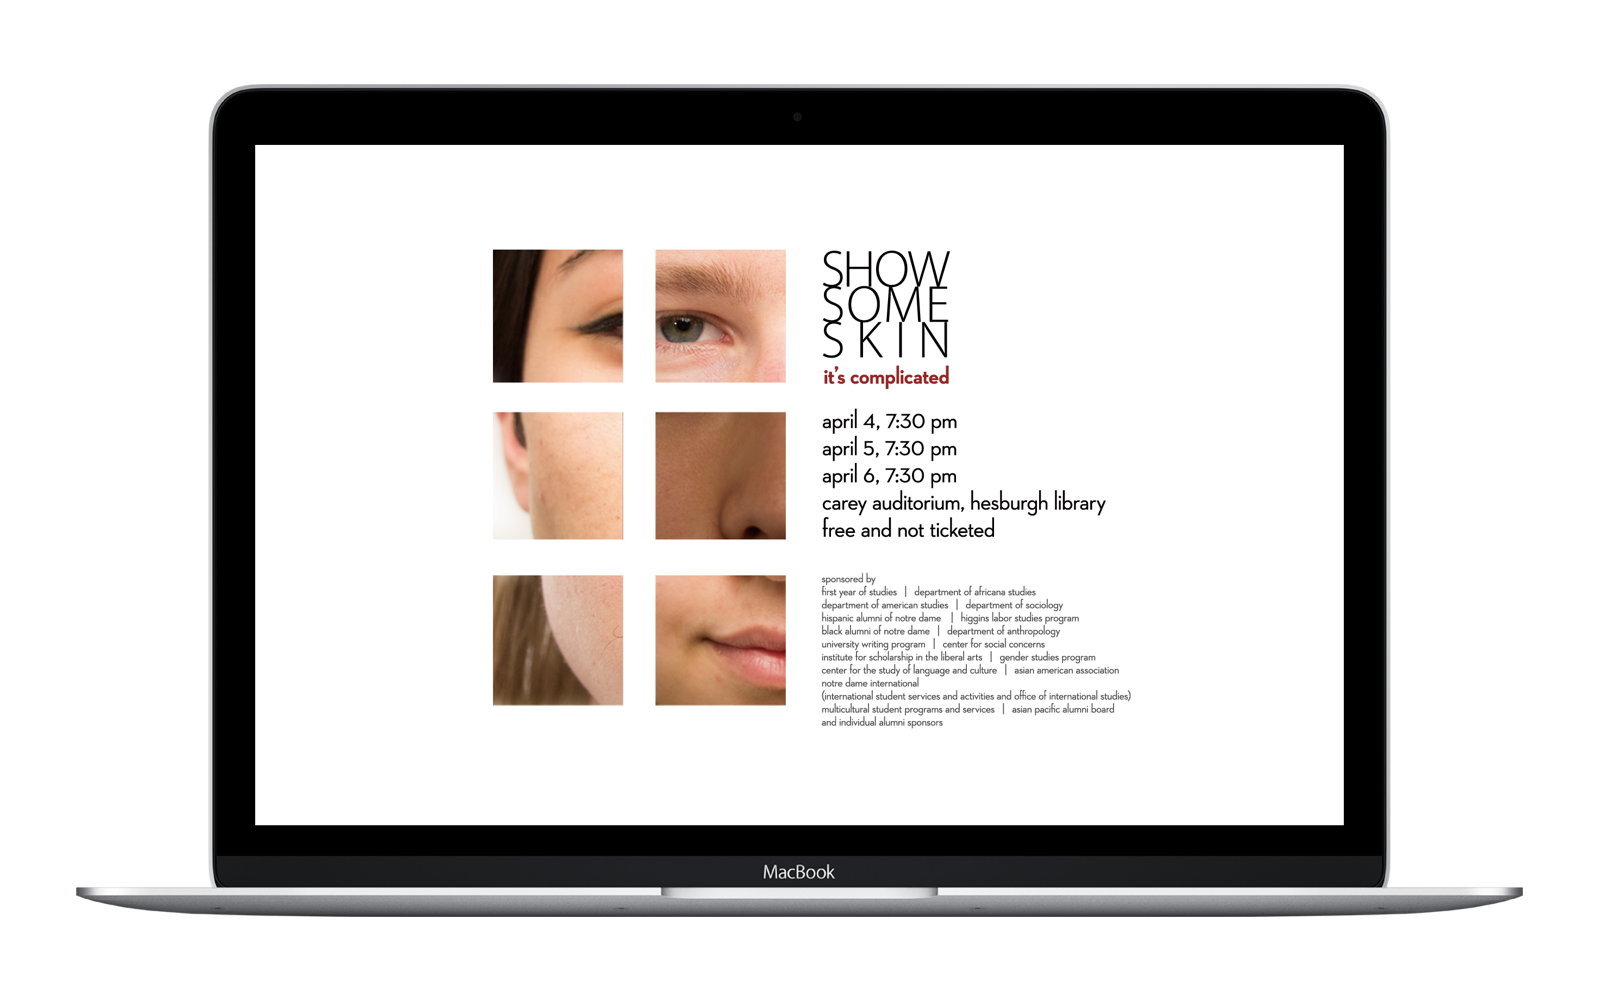 SHOW
SOME
SKIN
it's complicated
april 4, 7:30 pm
april 5, 7:30 pm
april 6, 7:30 pm
carey auditorium, hesburgh library
free and not ticketed
sponsored by
first year of studies | department of africana studies
department of american studies | department of sociology
hispanic alumni of notre dame | higgins labor studies program
black alumni of notre dame | department of anthropology
university writing program | center for social concerns
institute for scholarship in the liberal arts | gender studies program
center for the study of language and culture | asian american association
notre dame international
(international student services and activities and office of international studies)
multicultural student programs and services | asian pacific alumni board
and individual alumni sponsors
MacBook